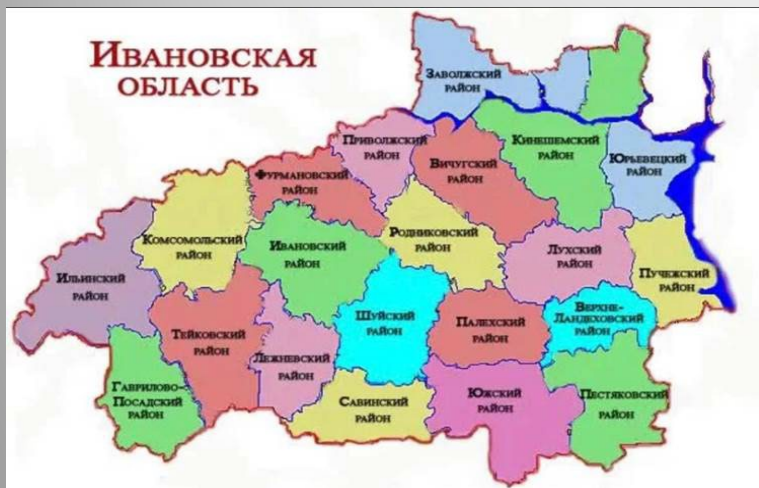 Ивановская
область
Заволжский
район
Приволжский
район
Вичугский
район
Кинешемский
район
Юрьевецкий
район
Фурмановский
район
Комсомольский
район
Ивановский
район
Родниковский
район
Лухский
район
Пучежский
район
Ильинский
район
Тейковский
район
Лежневский
район
Шуйский
район
Палехский
район
Верхне-
Ландеховский
район
Гаврилово-
Посадский
район
Савинский
район
Южский
район
Пестяковский
район